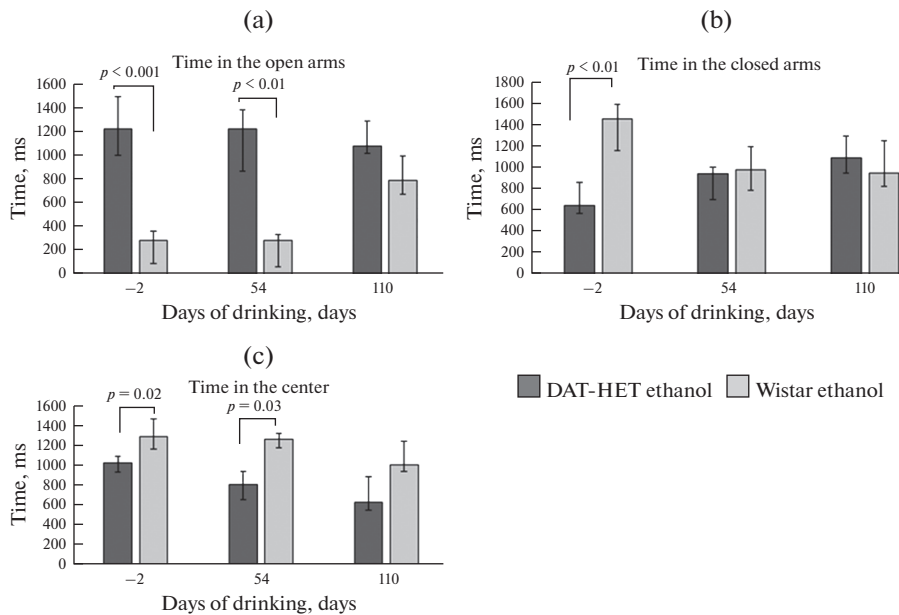 (a)
Time in the open arms
p < 0.001
p < 0.01
1600
1400
1200
1000
800
600
400
200
0
Time, ms
−2
54
110
Days of drinking, days
(b)
Time in the closed arms
p < 0.01
1800
1600
1400
1200
1000
800
600
400
200
0
Time, ms
−2
54
110
Days of drinking, days
(c)
Time in the center
p = 0.02
p = 0.03
1600
1400
1200
1000
800
600
400
200
0
Time, ms
−2
54
110
Days of drinking, days
DAT-HET ethanol
Wistar ethanol